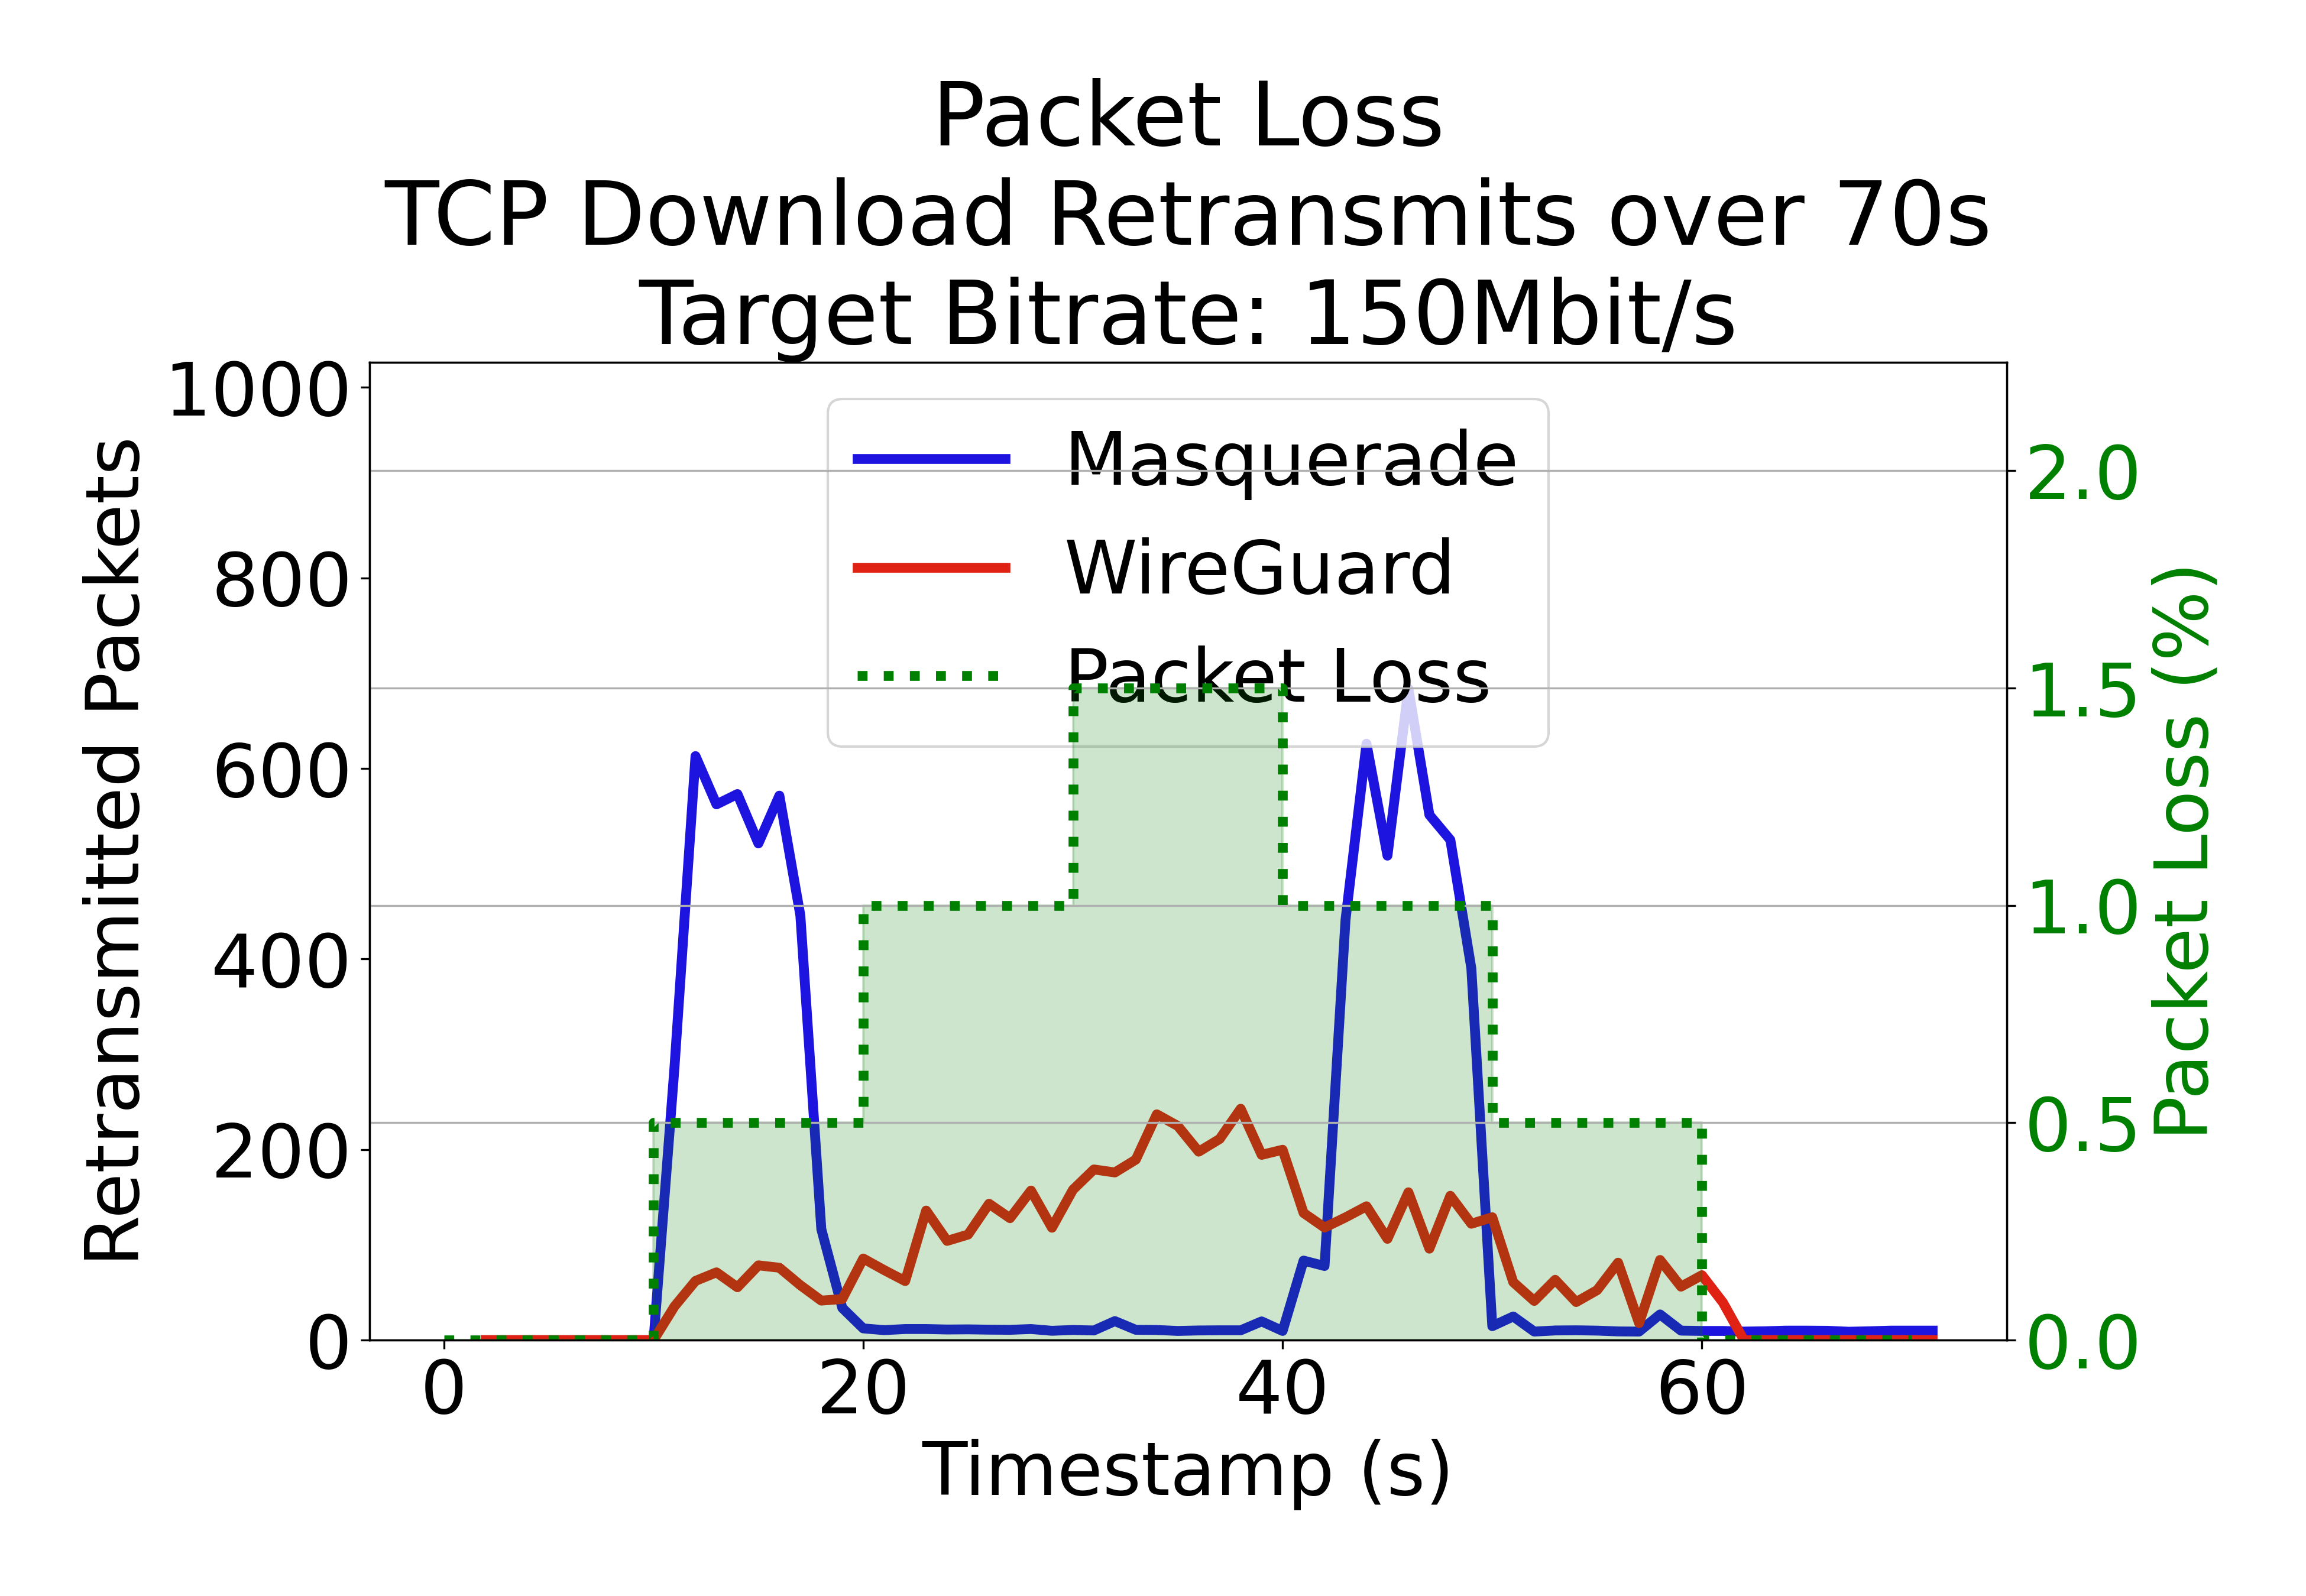 Packet Loss
TCP Download Retransmits over 70s
Target Bitrate: 150Mbit/s
Retransmitted Packets
1000
800
600
400
200
0
Masquerade
WireGuard
Packet Loss
2.0
1.5
1.0
0.5
0.0
Packet Loss (%)
0
20
40
60
Timestamp (s)